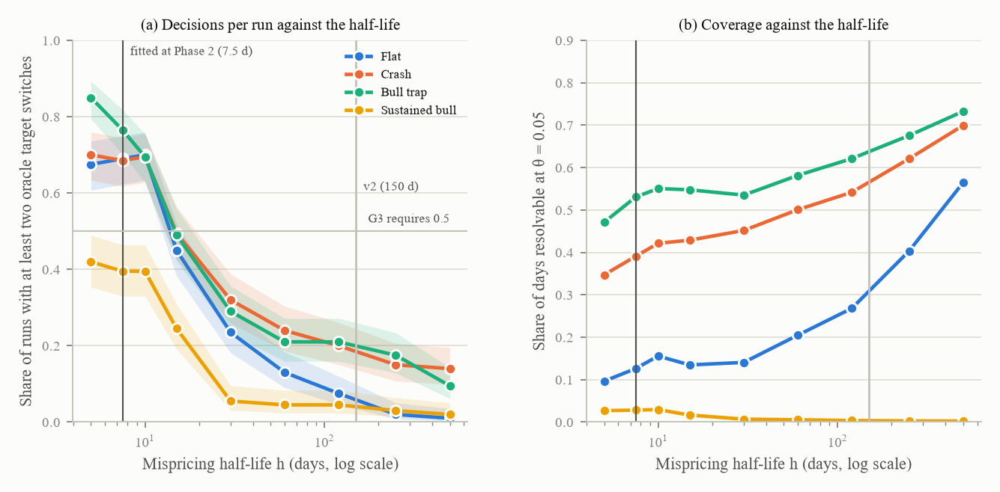 (a) Decisions per run against the half-life
Share of runs with at least two oracle target switches
1.0
0.8
0.6
0.4
0.2
0.0
fitted at Phase 2 (7.5 d)
Flat
Crash
Bull trap
Sustained bull
v2 (150 d)
G3 requires 0.5
10¹
10²
Mispricing half-life h (days, log scale)
(b) Coverage against the half-life
Share of days resolvable at θ = 0.05
0.9
0.8
0.7
0.6
0.5
0.4
0.3
0.2
0.1
0.0
10¹
10²
Mispricing half-life h (days, log scale)